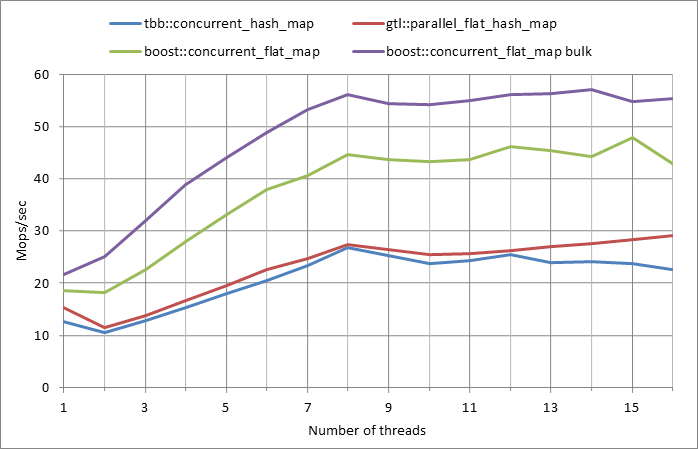 tbb::concurrent_hash_map gtl::parallel_flat_hash_map
boost::concurrent_flat_map boost::concurrent_flat_map bulk
60
50
40
30
20
10
0
Mops/sec
1 3 5 7 9 11 13 15
Number of threads